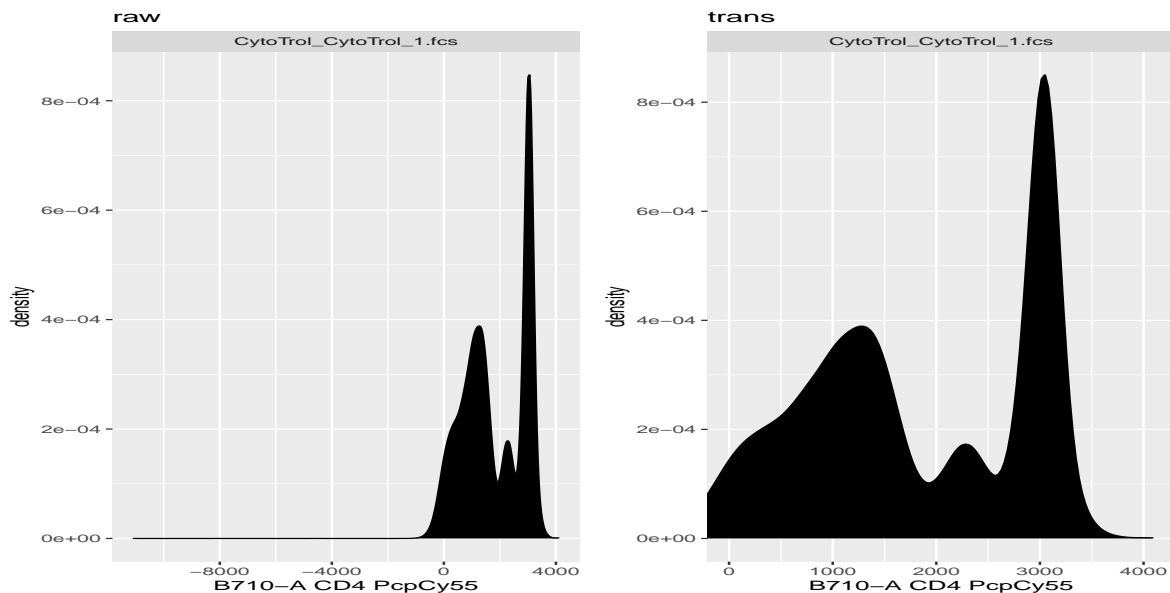 raw
CytoTrol_CytoTrol_1.fcs
8e−04
6e−04
4e−04
2e−04
0e+00
density
−8000
−4000
0
4000
B710−A CD4 PcpCy55
trans
CytoTrol_CytoTrol_1.fcs
8e−04
6e−04
4e−04
2e−04
0e+00
density
0
1000
2000
3000
4000
B710−A CD4 PcpCy55